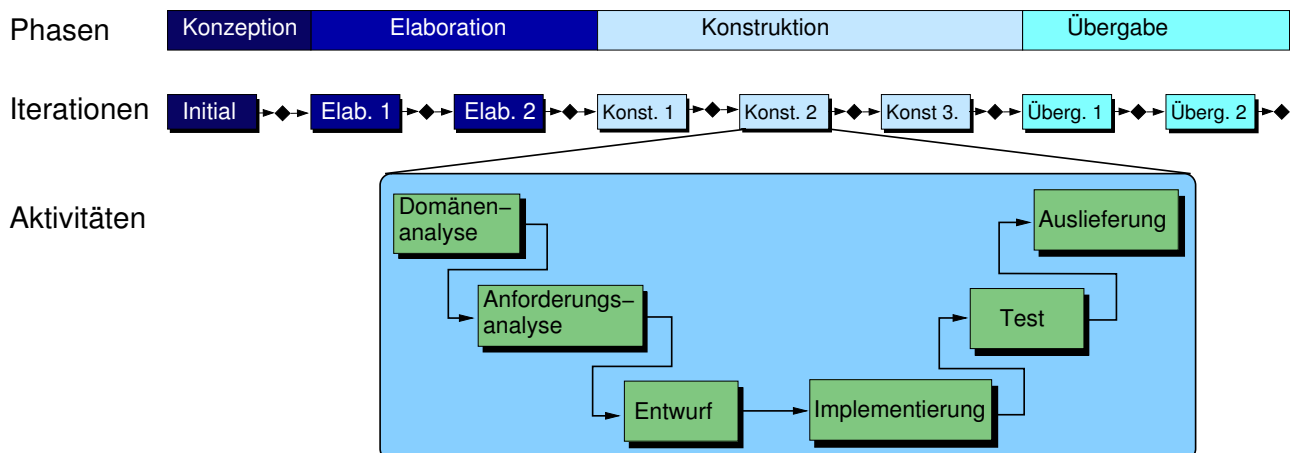 Phasen
Konzeption
Elaboration
Konstruktion
Übergabe
Iterationen
Initial
Elab. 1
Elab. 2
Konst. 1
Konst. 2
Konst 3.
Überg. 1
Überg. 2
Aktivitäten
Domänen−
analyse
Anforderungs−
analyse
Entwurf
Implementierung
Test
Auslieferung